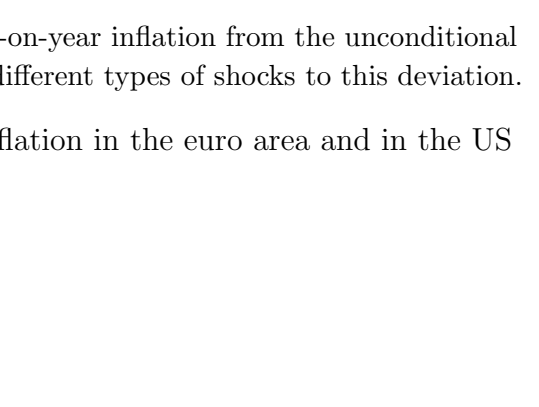 -on-year inflation from the unconditional
different types of shocks to this deviation.
flation in the euro area and in the US